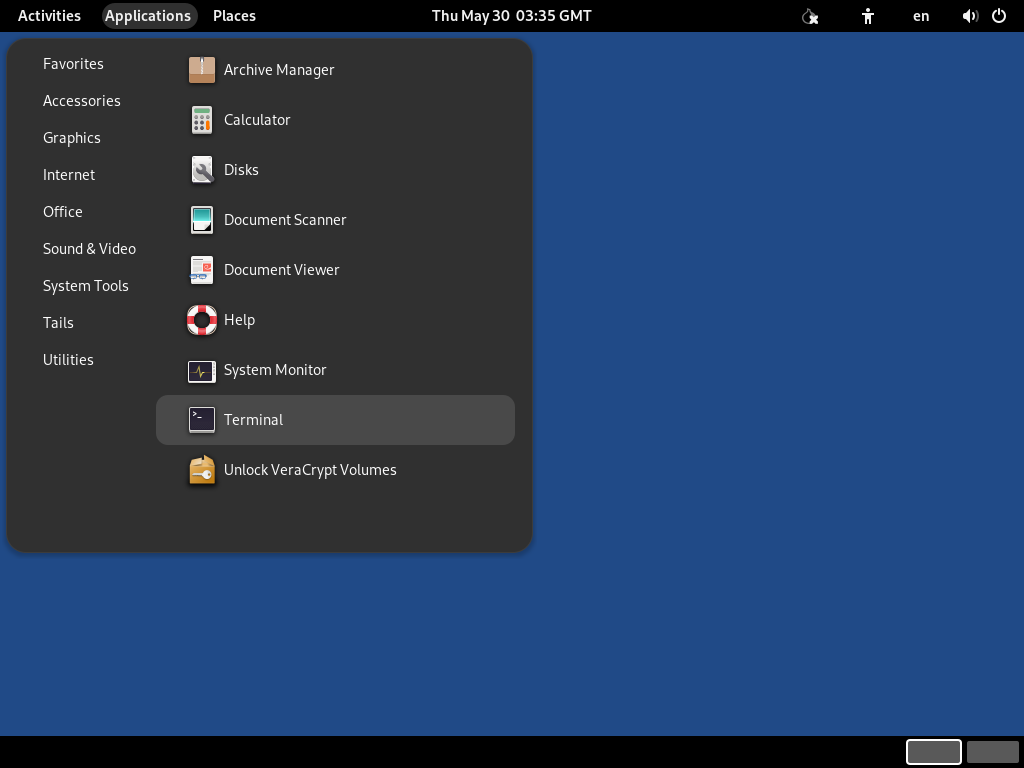 Activities Applications Places Thu May 30 03:35 GMT en
Favorites
Accessories
Graphics
Internet
Office
Sound & Video
System Tools
Tails
Utilities
Archive Manager
Calculator
Disks
Document Scanner
Document Viewer
Help
System Monitor
Terminal
Unlock VeraCrypt Volumes